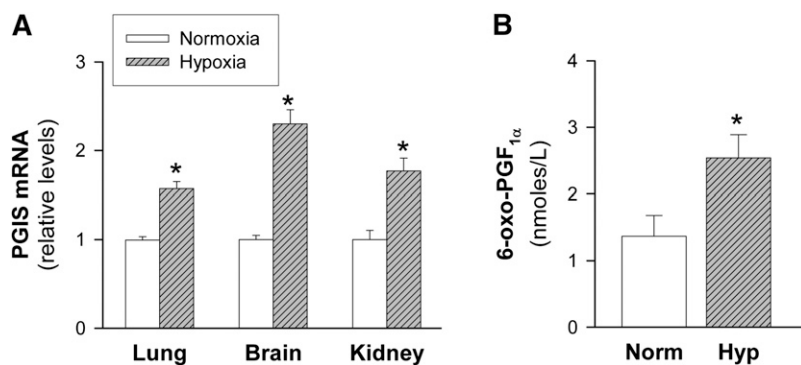 A
Normoxia
Hypoxia
PGIS mRNA
(relative levels)
3
2
1
0
*
*
*
Lung Brain Kidney
B
6-oxo-PGF1α
(nmoles/L)
4
3
2
1
0
*
Norm Hyp